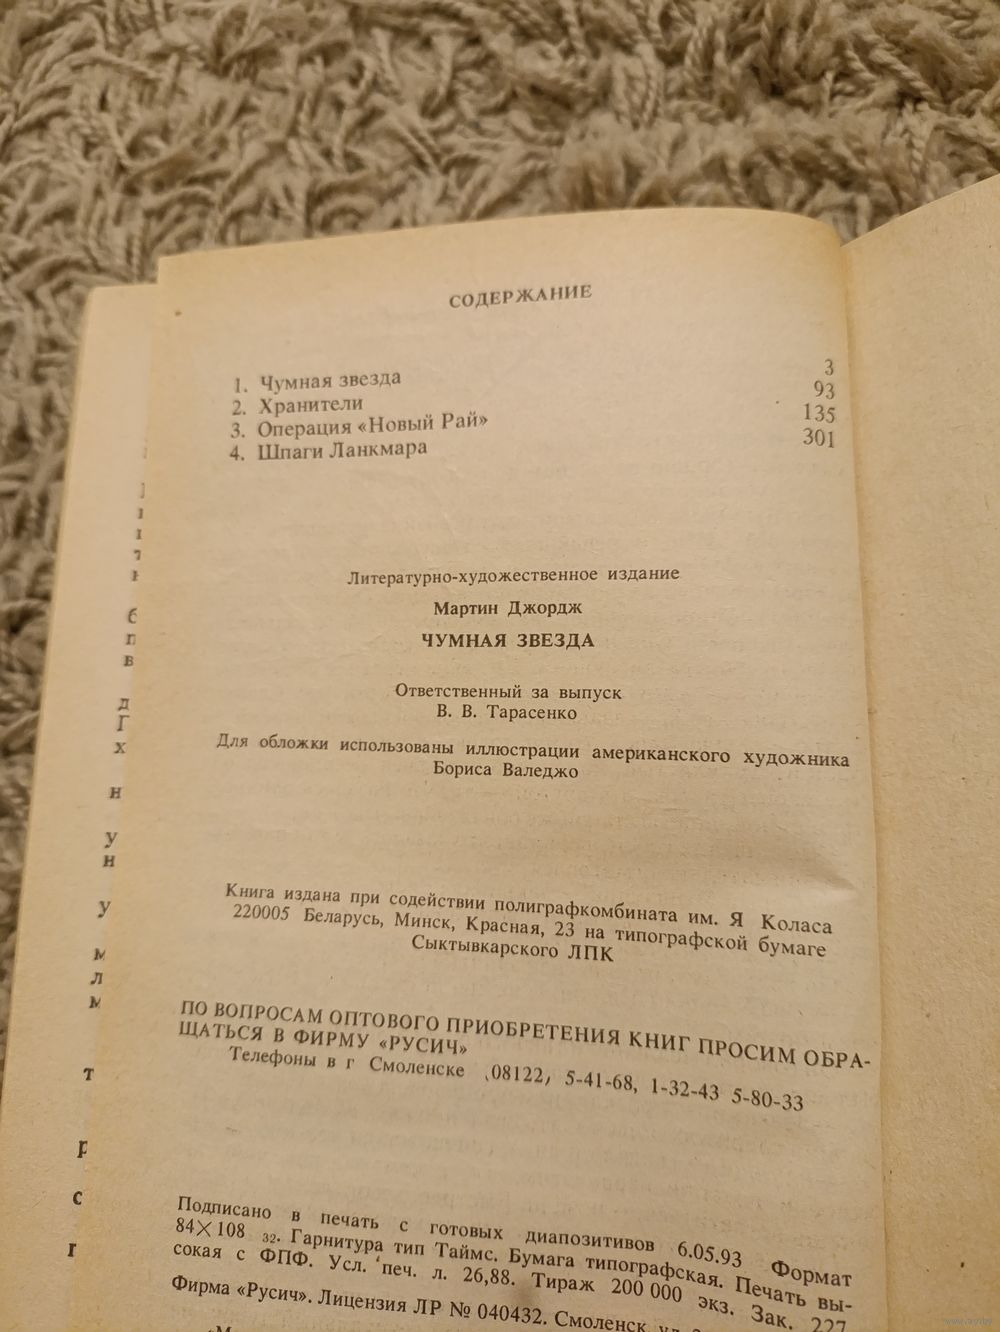 СОДЕРЖАНИЕ
1. Чумная звезда 3
2. Хранители 93
3. Операция «Новый Рай» 135
4. Шпаги Ланкмара 301
Литературно-художественное издание
Мартин Джордж
ЧУМНАЯ ЗВЕЗДА
Ответственный за выпуск
В. В. Тарасенко
Для обложки использованы иллюстрации американского художника
Бориса Валеджо
Книга издана при содействии полиграфкомбината им. Я Коласа
220005 Беларусь, Минск, Красная, 23 на типографской бумаге
Сыктывкарского ЛПК
ПО ВОПРОСАМ ОПТОВОГО ПРИОБРЕТЕНИЯ КНИГ ПРОСИМ ОБРА-
ЩАТЬСЯ В ФИРМУ «РУСИЧ»
Телефоны в г Смоленске 08122, 5-41-68, 1-32-43 5-80-33
Подписано в печать с готовых диапозитивов 6.05.93 Формат
84×108 32. Гарнитура тип Таймс. Бумага типографская. Печать вы-
сокая с ФПФ. Усл. печ. л. 26,88. Тираж 200 000 экз. Зак. 227
Фирма «Русич». Лицензия ЛР № 040432. Смоленск